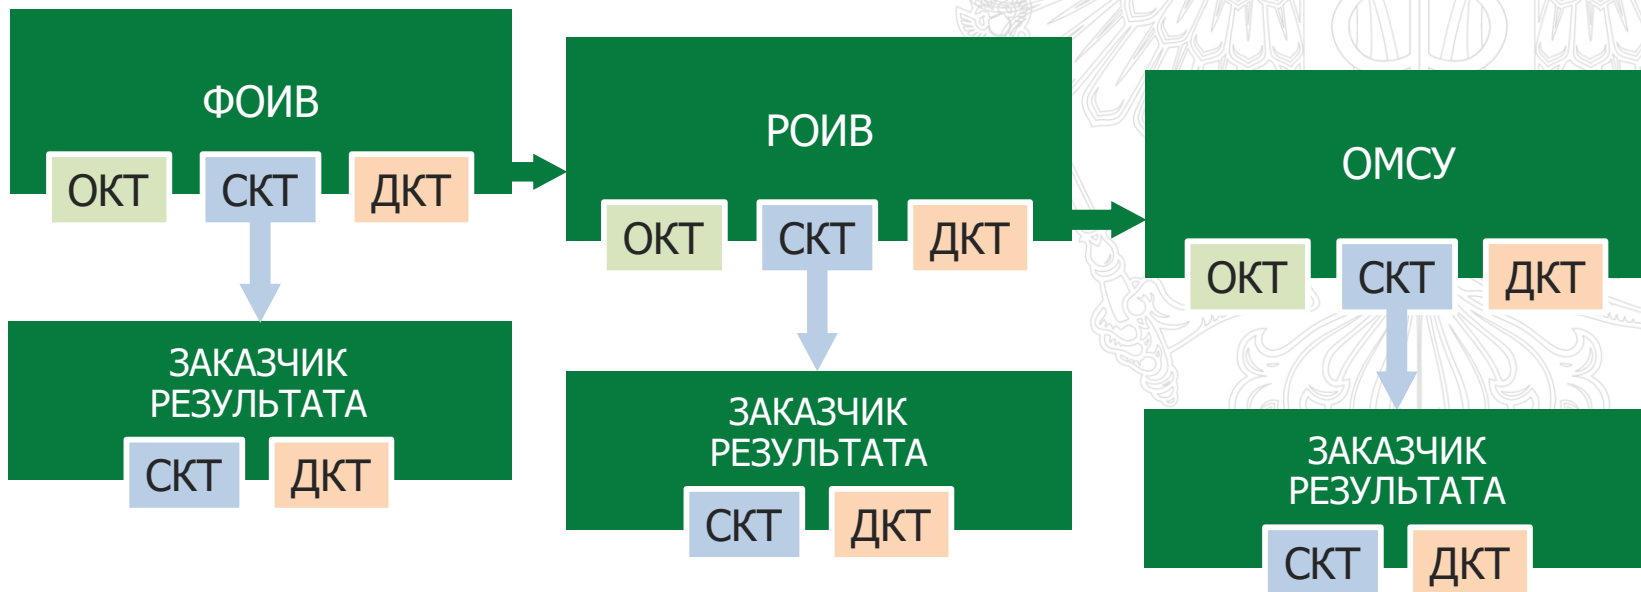 ФОИВ
ОКТ СКТ ДКТ
ЗАКАЗЧИК
РЕЗУЛЬТАТА
СКТ ДКТ
РОИВ
ОКТ СКТ ДКТ
ЗАКАЗЧИК
РЕЗУЛЬТАТА
СКТ ДКТ
ОМСУ
ОКТ СКТ ДКТ
ЗАКАЗЧИК
РЕЗУЛЬТАТА
СКТ ДКТ